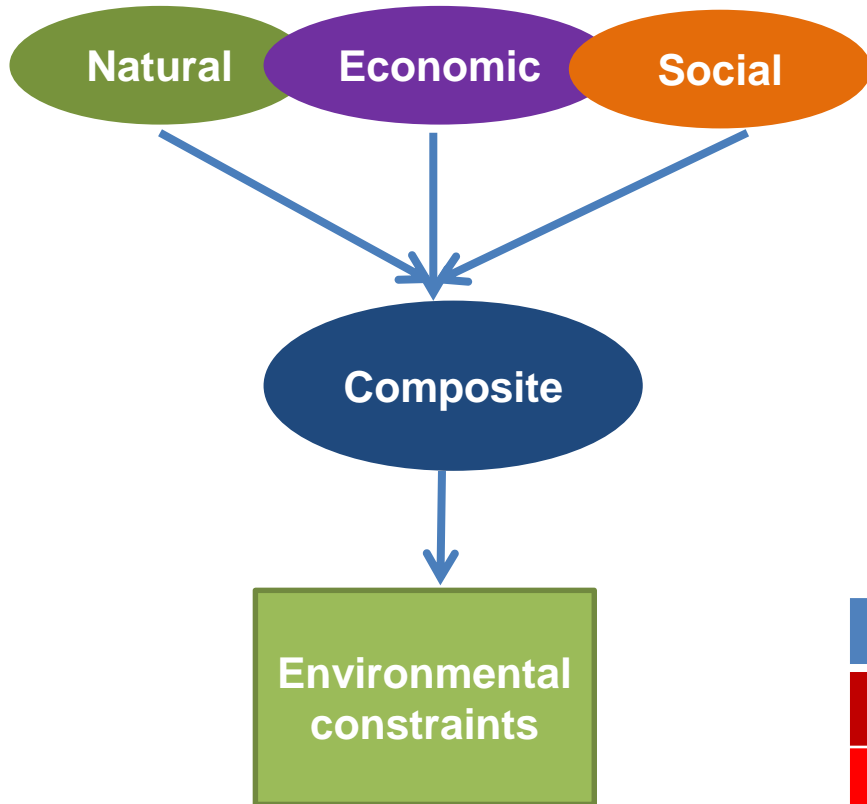 Natural
Economic
Social
Composite
Environmental
constraints